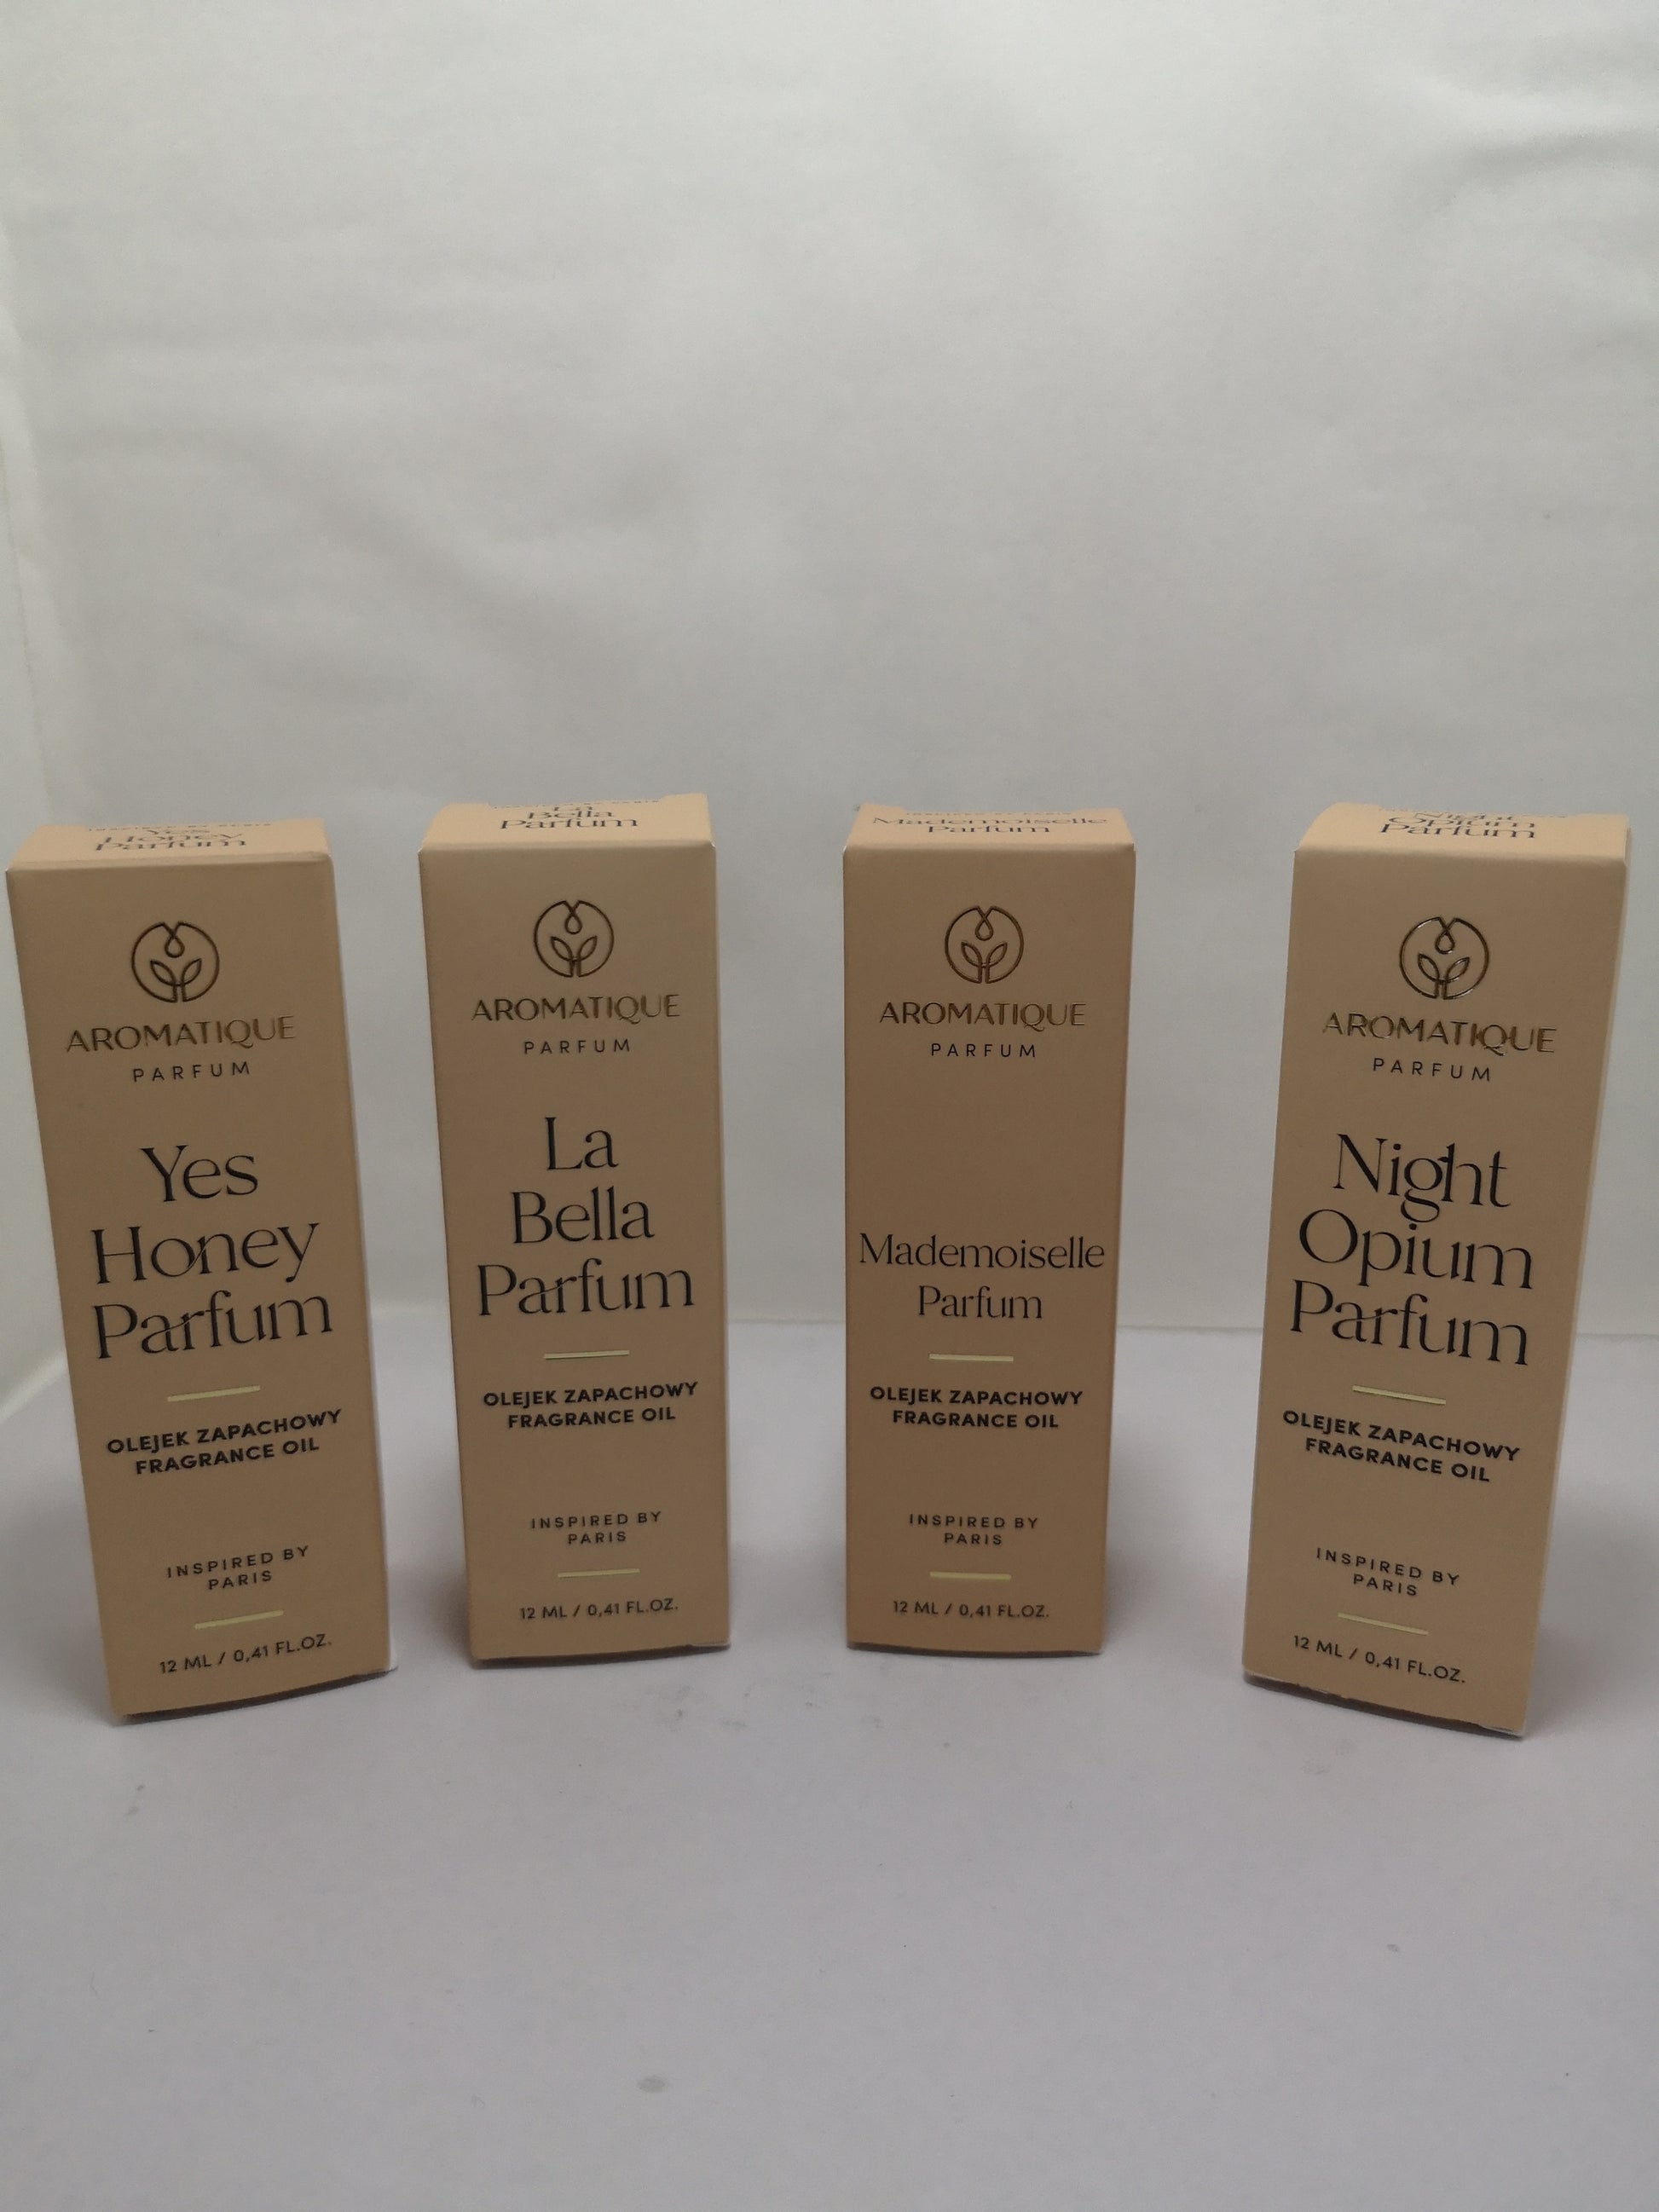 Yes
Honey
Parfum
AROMATIQUE
PARFUM
Yes
Honey
Parfum
OLEJEK ZAPACHOWY
FRAGRANCE OIL
INSPIRED BY
PARIS
12 ML / 0,41 FL.OZ.
La
Bella
Parfum
AROMATIQUE
PARFUM
La
Bella
Parfum
OLEJEK ZAPACHOWY
FRAGRANCE OIL
INSPIRED BY
PARIS
12 ML / 0,41 FL.OZ.
Mademoiselle
Parfum
AROMATIQUE
PARFUM
Mademoiselle
Parfum
OLEJEK ZAPACHOWY
FRAGRANCE OIL
INSPIRED BY
PARIS
12 ML / 0,41 FL.OZ.
Night
Opium
Parfum
AROMATIQUE
PARFUM
Night
Opium
Parfum
OLEJEK ZAPACHOWY
FRAGRANCE OIL
INSPIRED BY
PARIS
12 ML / 0,41 FL.OZ.